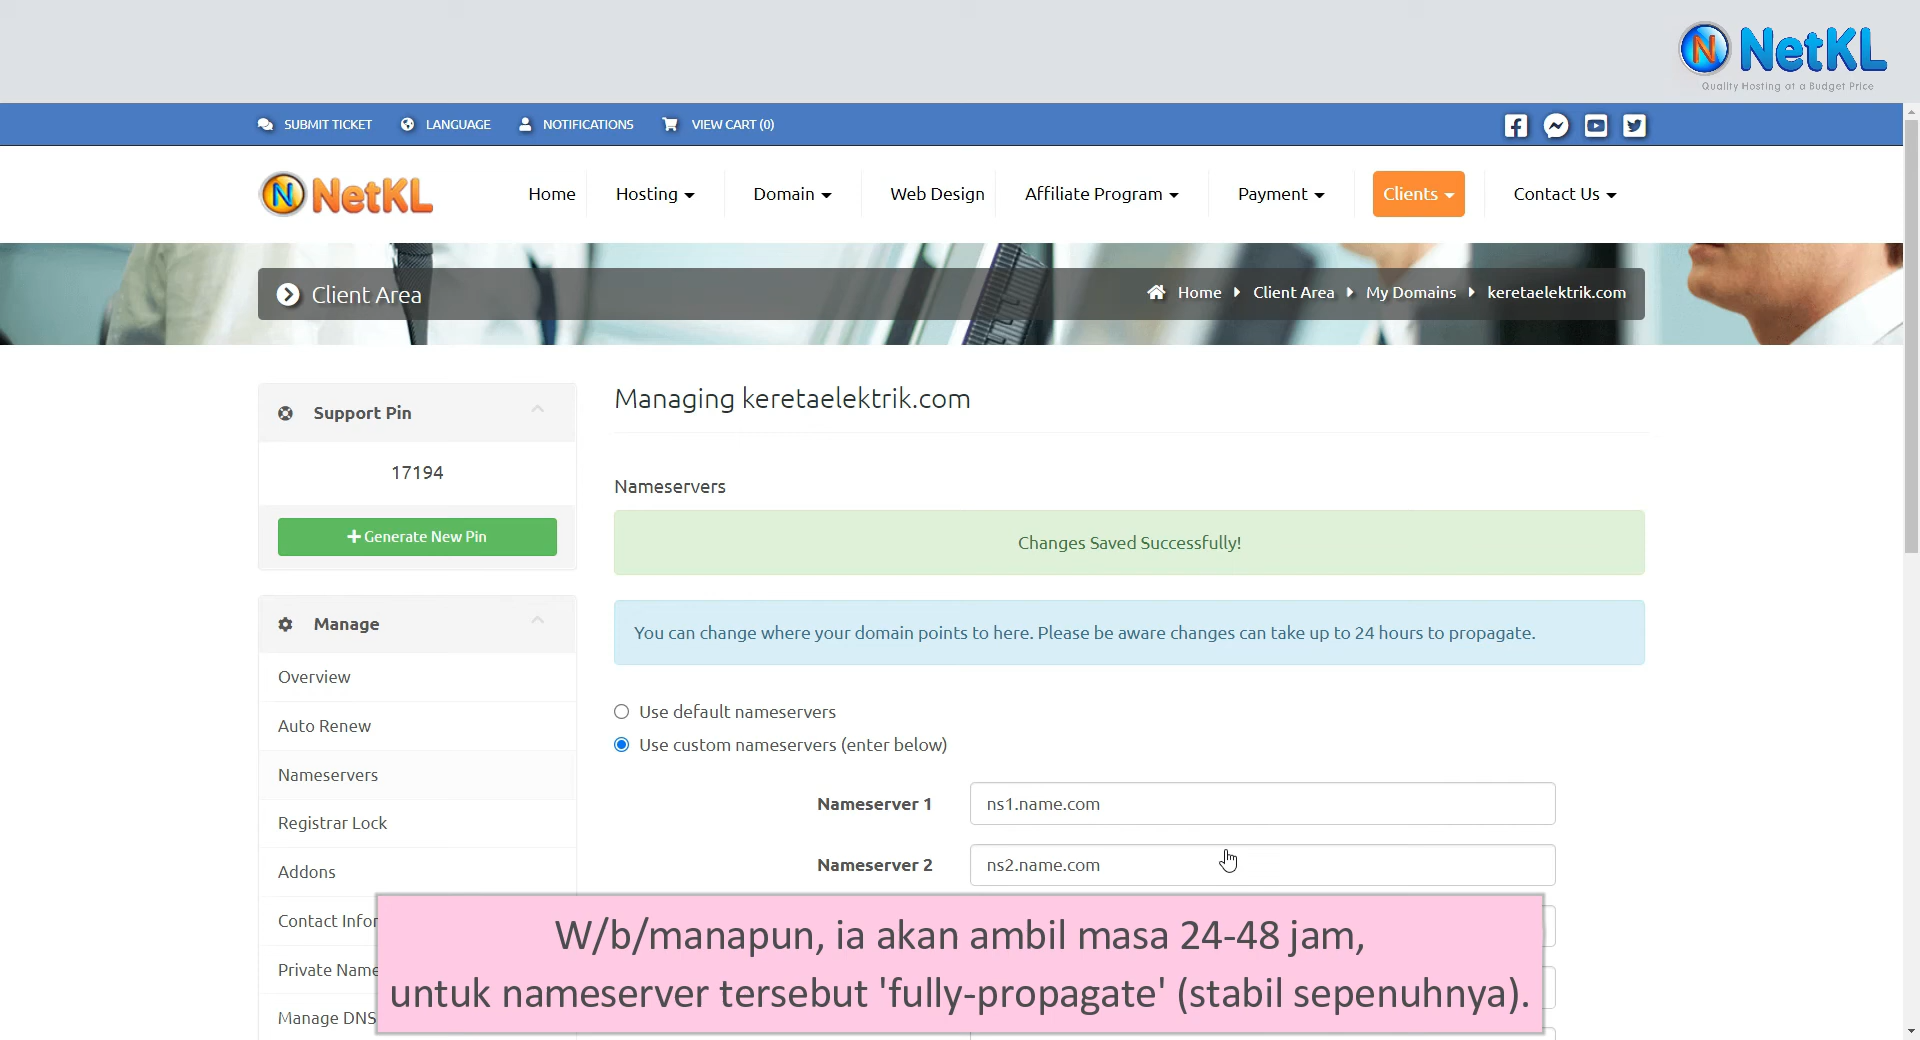 NetKL
Quality Hosting at a Budget Price
SUBMIT TICKET LANGUAGE NOTIFICATIONS VIEW CART (0)
NetKL Home Hosting Domain Web Design Affiliate Program Payment Clients Contact Us
Client Area Home Client Area My Domains keretaelektrik.com
Support Pin
17194
Generate New Pin
Manage
Overview
Auto Renew
Nameservers
Registrar Lock
Addons
Contact Infor
Private Name
Manage DNS
Managing keretaelektrik.com
Nameservers
Changes Saved Successfully!
You can change where your domain points to here. Please be aware changes can take up to 24 hours to propagate.
Use default nameservers
Use custom nameservers (enter below)
Nameserver 1 ns1.name.com
Nameserver 2 ns2.name.com
W/b/manapun, ia akan ambil masa 24-48 jam,
untuk nameserver tersebut 'fully-propagate' (stabil sepenuhnya).